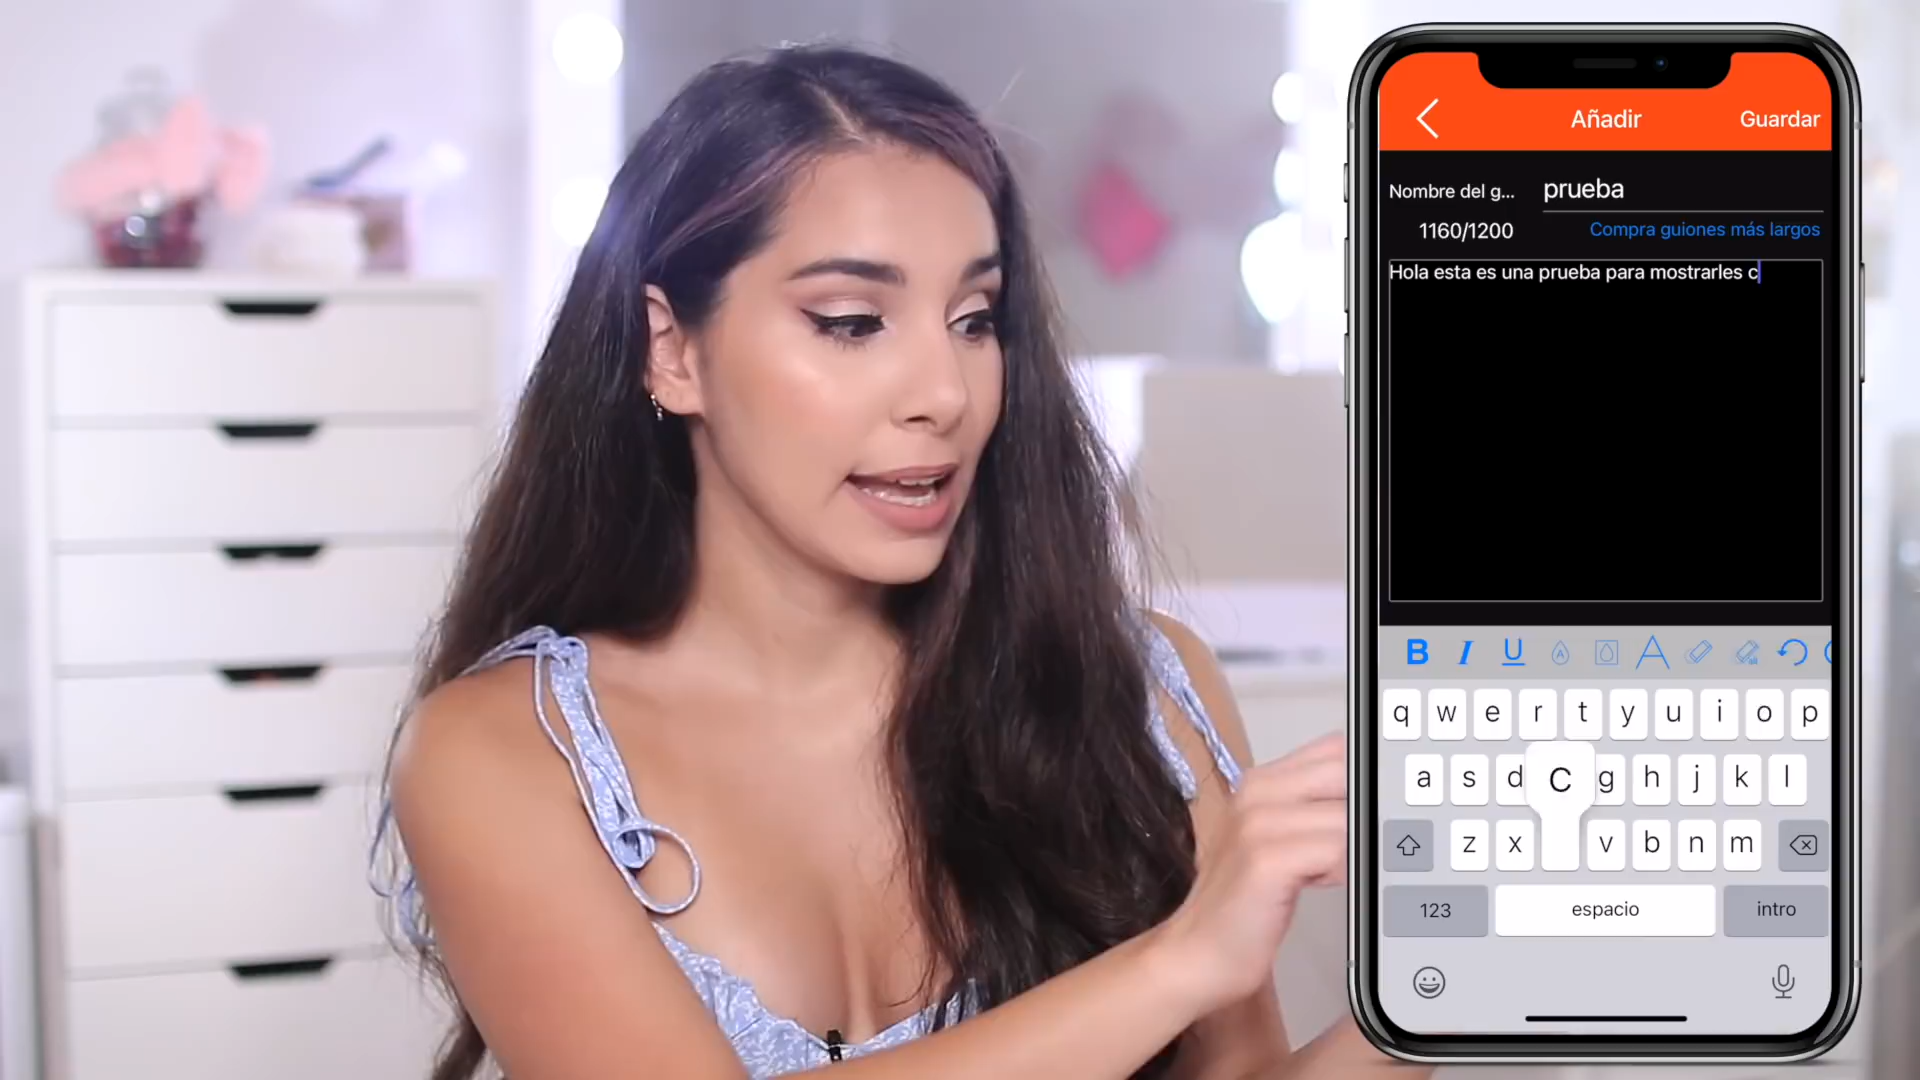 Añadir
Guardar
Nombre del g...
prueba
1160/1200
Compra guiones más largos
Hola esta es una prueba para mostrarles c
B I U A
q w e r t y u i o p
a s d C g h j k l
z x v b n m
123
espacio
intro